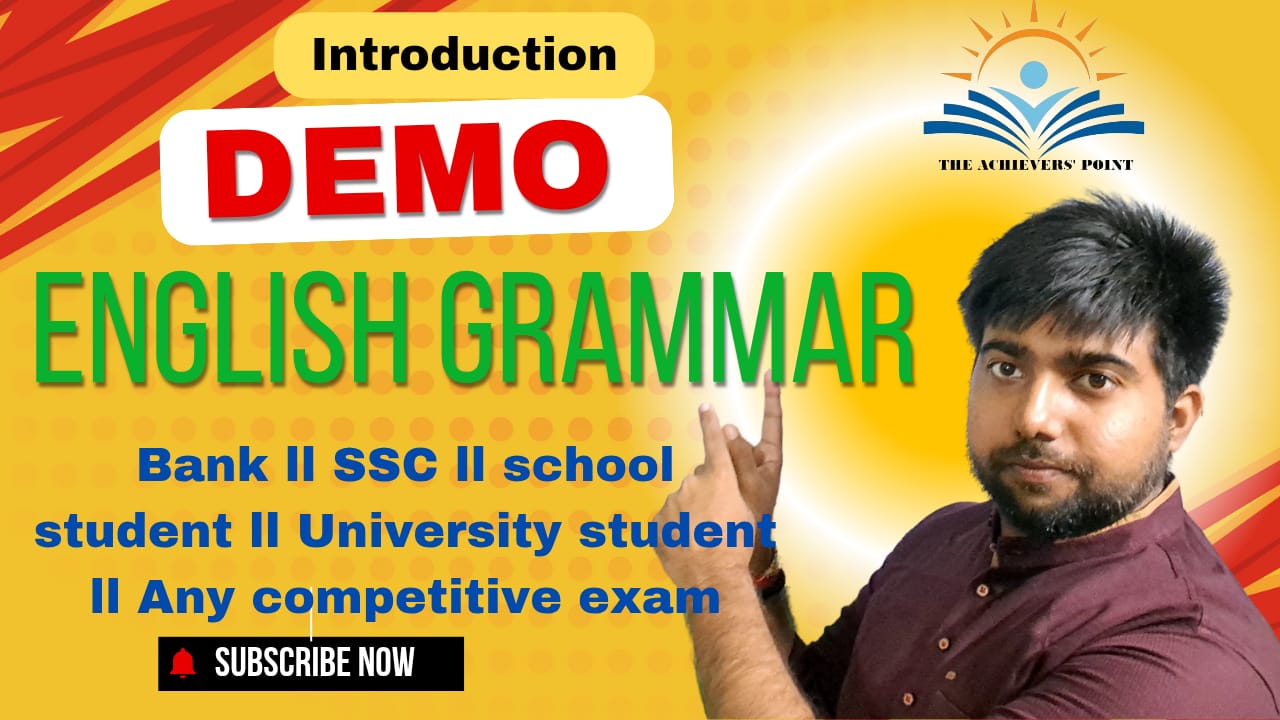 Introduction
DEMO
THE ACHIEVERS' POINT
ENGLISH GRAMMAR
Bank ll SSC ll school
student ll University student
ll Any competitive exam
SUBSCRIBE NOW